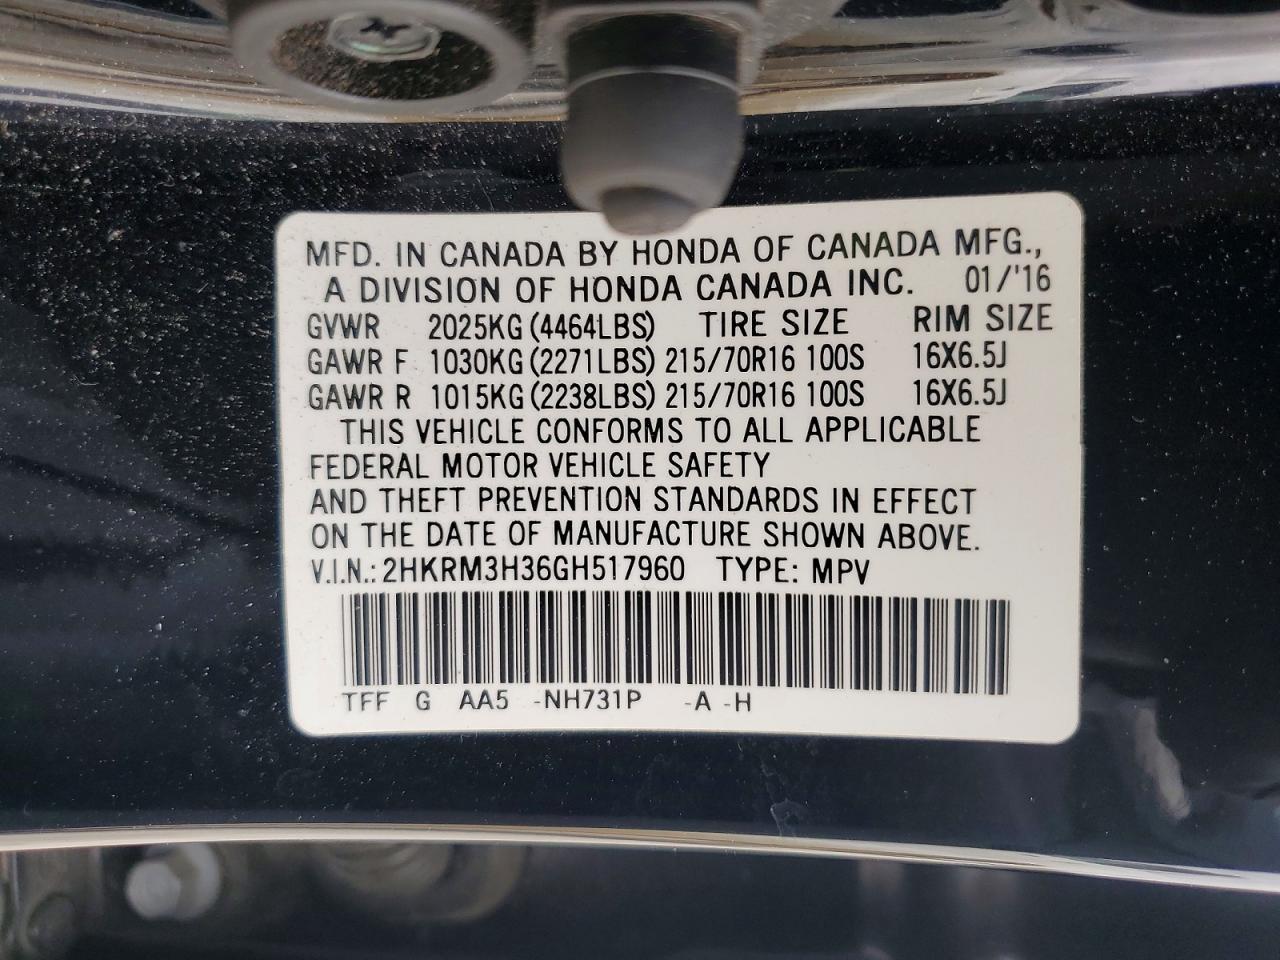 MFD. IN CANADA BY HONDA OF CANADA MFG.,
A DIVISION OF HONDA CANADA INC. 01/'16
GVWR 2025KG (4464LBS) TIRE SIZE RIM SIZE
GAWR F 1030KG (2271LBS) 215/70R16 100S 16X6.5J
GAWR R 1015KG (2238LBS) 215/70R16 100S 16X6.5J
THIS VEHICLE CONFORMS TO ALL APPLICABLE
FEDERAL MOTOR VEHICLE SAFETY
AND THEFT PREVENTION STANDARDS IN EFFECT
ON THE DATE OF MANUFACTURE SHOWN ABOVE.
V.I.N.: 2HKRM3H36GH517960 TYPE: MPV
TFF G AA5 -NH731P -A -H